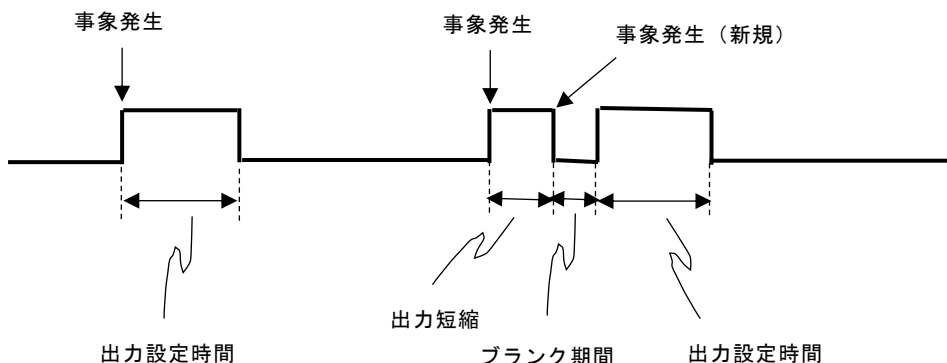 事象発生
事象発生
事象発生（新規）
出力短縮
出力設定時間
ブランク期間
出力設定時間